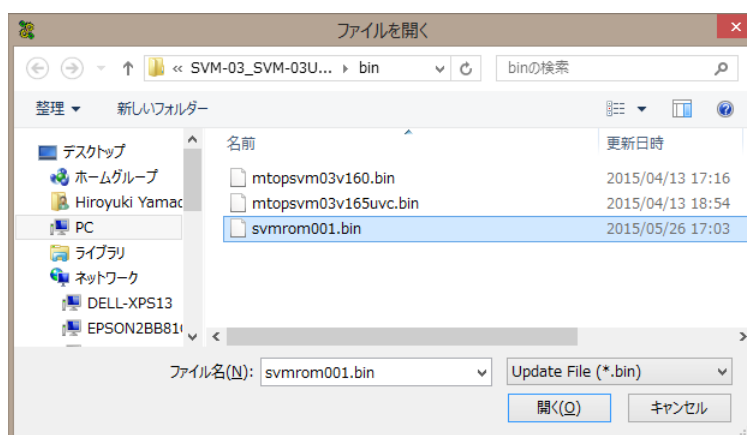 ファイルを開く
« SVM-03_SVM-03U... ▸ bin
binの検索
整理 ▼ 新しいフォルダー
名前 更新日時
デスクトップ
ホームグループ
Hiroyuki Yamac
PC
ライブラリ
ネットワーク
DELL-XPS13
EPSON2BB81
mtopsvm03v160.bin 2015/04/13 17:16
mtopsvm03v165uvc.bin 2015/04/13 18:54
svmrom001.bin 2015/05/26 17:03
ファイル名(N): svmrom001.bin
Update File (*.bin)
開く(O) キャンセル